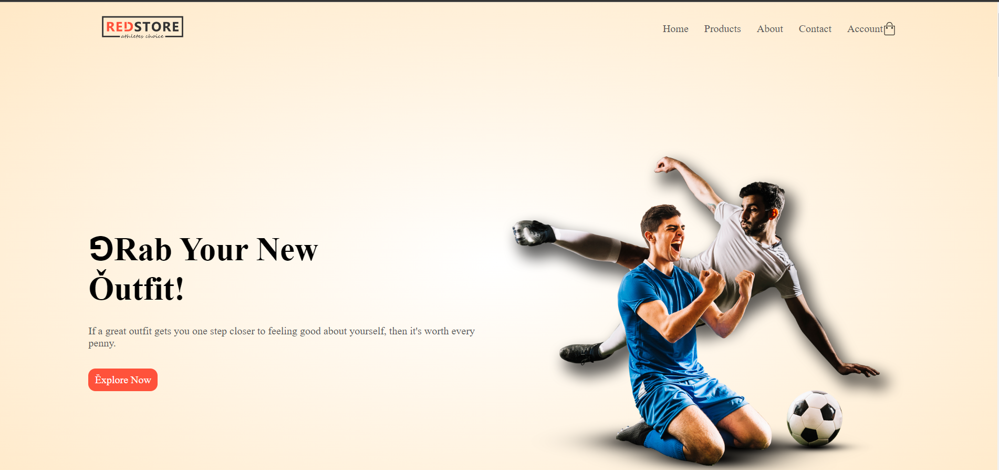 REDSTORE
athletes choice
Home Products About Contact Account
⅁Rab Your New
Ǒutfit!
If a great outfit gets you one step closer to feeling good about yourself, then it's worth every
penny.
Ȅxplore Now